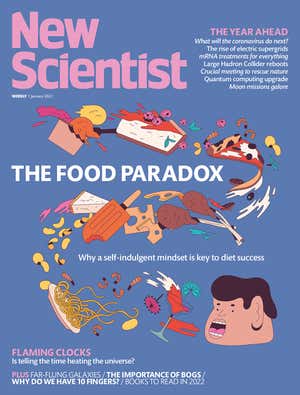 New
Scientist
WEEKLY 1 January 2022
THE YEAR AHEAD
What will the coronavirus do next?
The rise of electric supergrids
mRNA treatments for everything
Large Hadron Collider reboots
Crucial meeting to rescue nature
Quantum computing upgrade
Moon missions galore
THE FOOD PARADOX
Why a self-indulgent mindset is key to diet success
FLAMING CLOCKS
Is telling the time heating the universe?
PLUS FAR-FLUNG GALAXIES / THE IMPORTANCE OF BOGS /
WHY DO WE HAVE 10 FINGERS? / BOOKS TO READ IN 2022